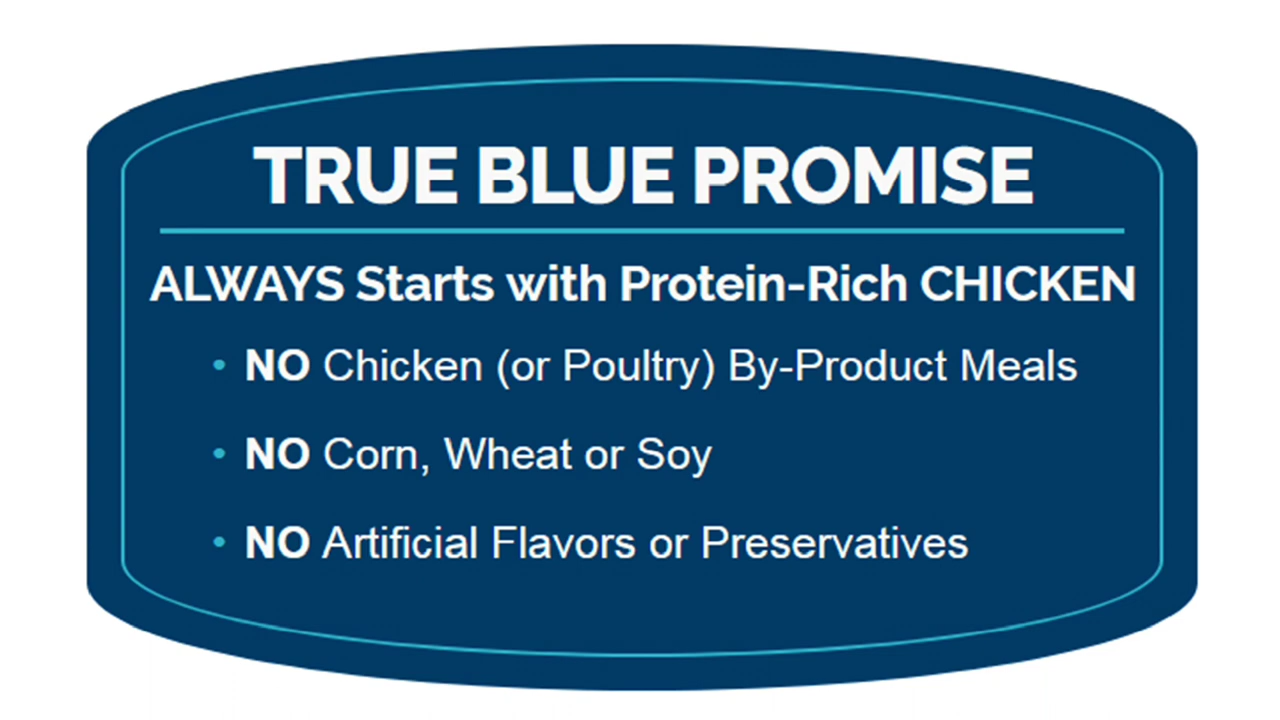 TRUE BLUE PROMISE
ALWAYS Starts with Protein-Rich CHICKEN
• NO Chicken (or Poultry) By-Product Meals
• NO Corn, Wheat or Soy
• NO Artificial Flavors or Preservatives